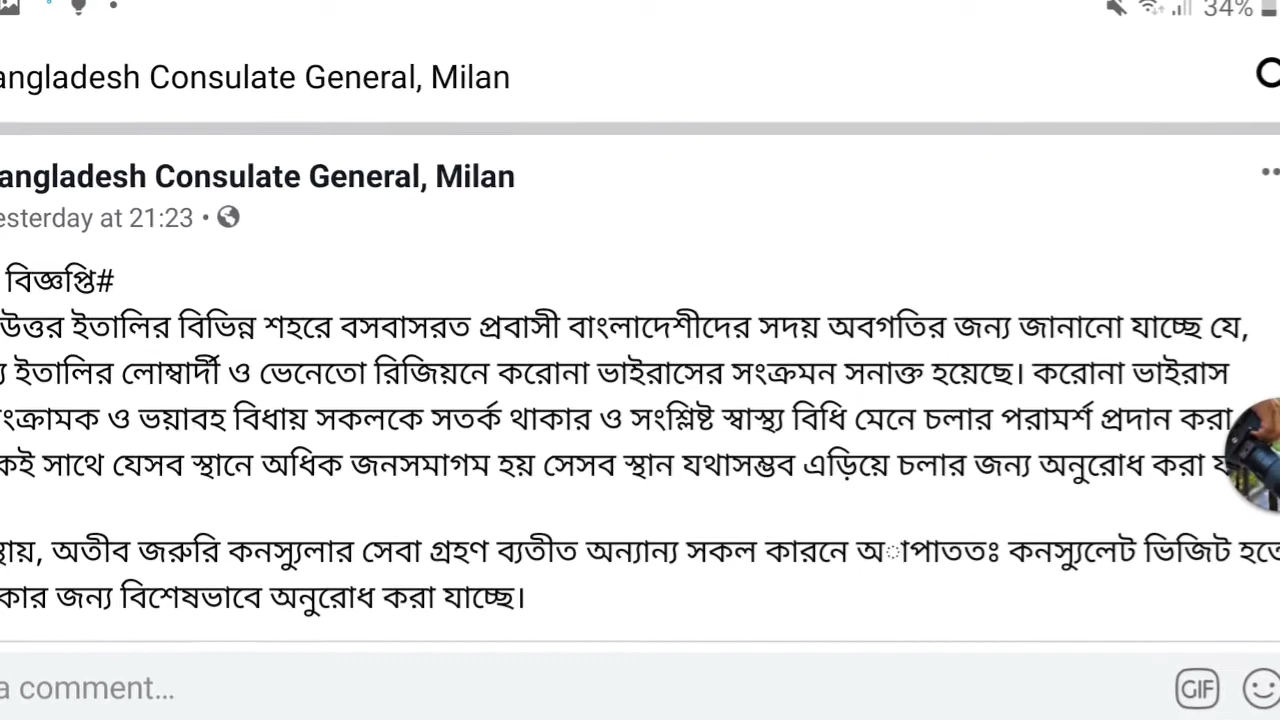 34%
angladesh Consulate General, Milan
angladesh Consulate General, Milan
esterday at 21:23 •
বিজ্ঞপ্তি#
উত্তর ইতালির বিভিন্ন শহরে বসবাসরত প্রবাসী বাংলাদেশীদের সদয় অবগতির জন্য জানানো যাচ্ছে যে,
ইতালির লোম্বার্দী ও ভেনেতো রিজিয়নে করোনা ভাইরাসের সংক্রমন সনাক্ত হয়েছে। করোনা ভাইরাস
ংক্রামক ও ভয়াবহ বিধায় সকলকে সতর্ক থাকার ও সংশ্লিষ্ট স্বাস্থ্য বিধি মেনে চলার পরামর্শ প্রদান করা
কই সাথে যেসব স্থানে অধিক জনসমাগম হয় সেসব স্থান যথাসম্ভব এড়িয়ে চলার জন্য অনুরোধ করা য
স্থায়, অতীব জরুরি কনস্যুলার সেবা গ্রহণ ব্যতীত অন্যান্য সকল কারনে অাপাততঃ কনস্যুলেট ভিজিট হতে
কার জন্য বিশেষভাবে অনুরোধ করা যাচ্ছে।
a comment...
GIF